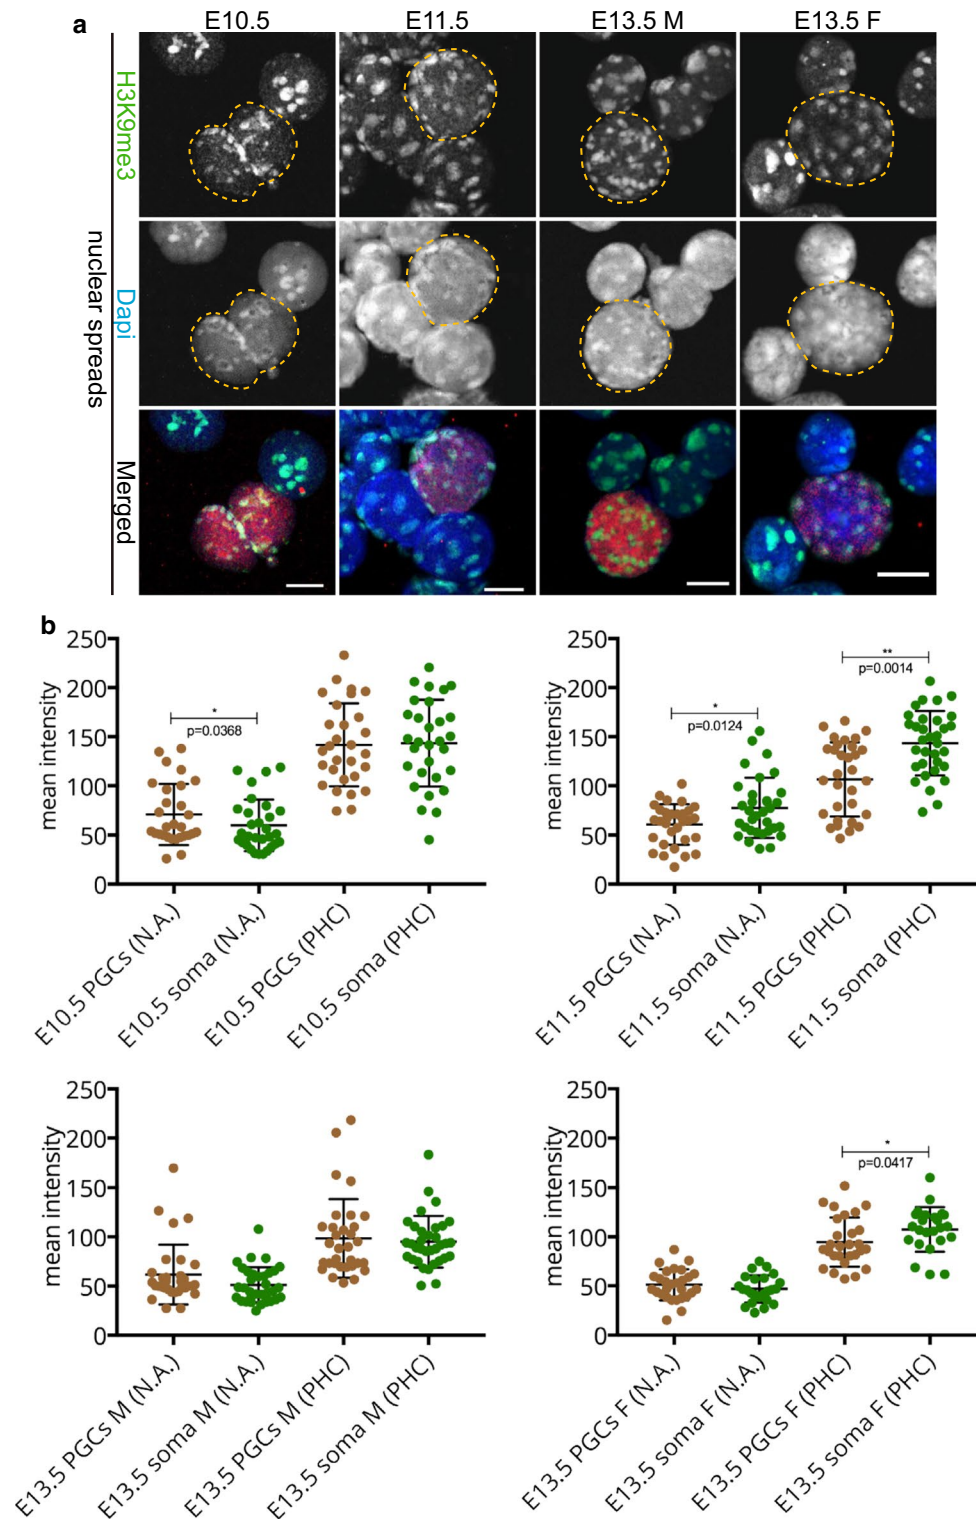 a
E10.5
E11.5
E13.5 M
E13.5 F
H3K9me3
Dapi
Merged
nuclear spreads
b
mean intensity
250
200
150
100
50
0
*
p=0.0368
E10.5 PGCs (N.A.)
E10.5 soma (N.A.)
E10.5 PGCs (PHC)
E10.5 soma (PHC)
mean intensity
250
200
150
100
50
0
*
p=0.0124
**
p=0.0014
E11.5 PGCs (N.A.)
E11.5 soma (N.A.)
E11.5 PGCs (PHC)
E11.5 soma (PHC)
mean intensity
250
200
150
100
50
0
E13.5 PGCs M (N.A.)
E13.5 soma M (N.A.)
E13.5 PGCs M (PHC)
E13.5 soma M (PHC)
mean intensity
250
200
150
100
50
0
*
p=0.0417
E13.5 PGCs F (N.A.)
E13.5 soma F (N.A.)
E13.5 PGCs F (PHC)
E13.5 soma F (PHC)